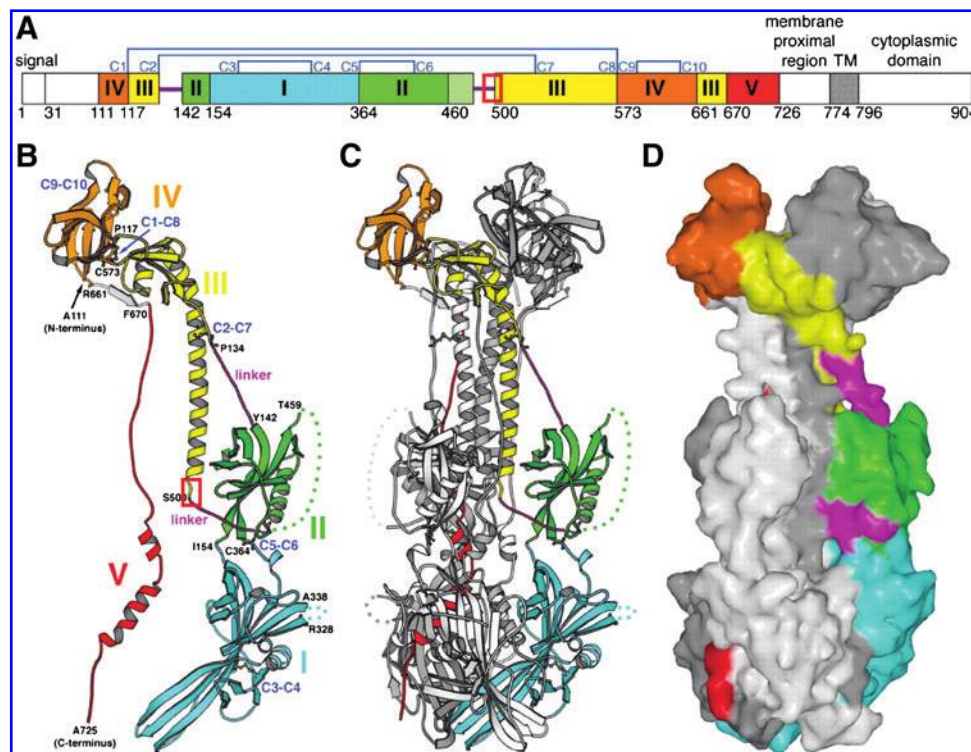 A
signal
membrane
proximal
region TM
cytoplasmic
domain
C1 C2 C3 C4 C5 C6 C7 C8 C9 C10
IV III II I II III IV III V
1 31 111 117 142 154 364 460 500 573 661 670 726 774 796 904
B
C9-C10
IV
C1-C8
P117
C573
III
R661
A111
(N-terminus)
F670
C2-C7
P134
linker
T459
Y142
S500
linker
II
I154
C364
C5-C6
V
A338
R328
I
C3-C4
A725
(C-terminus)
C
D